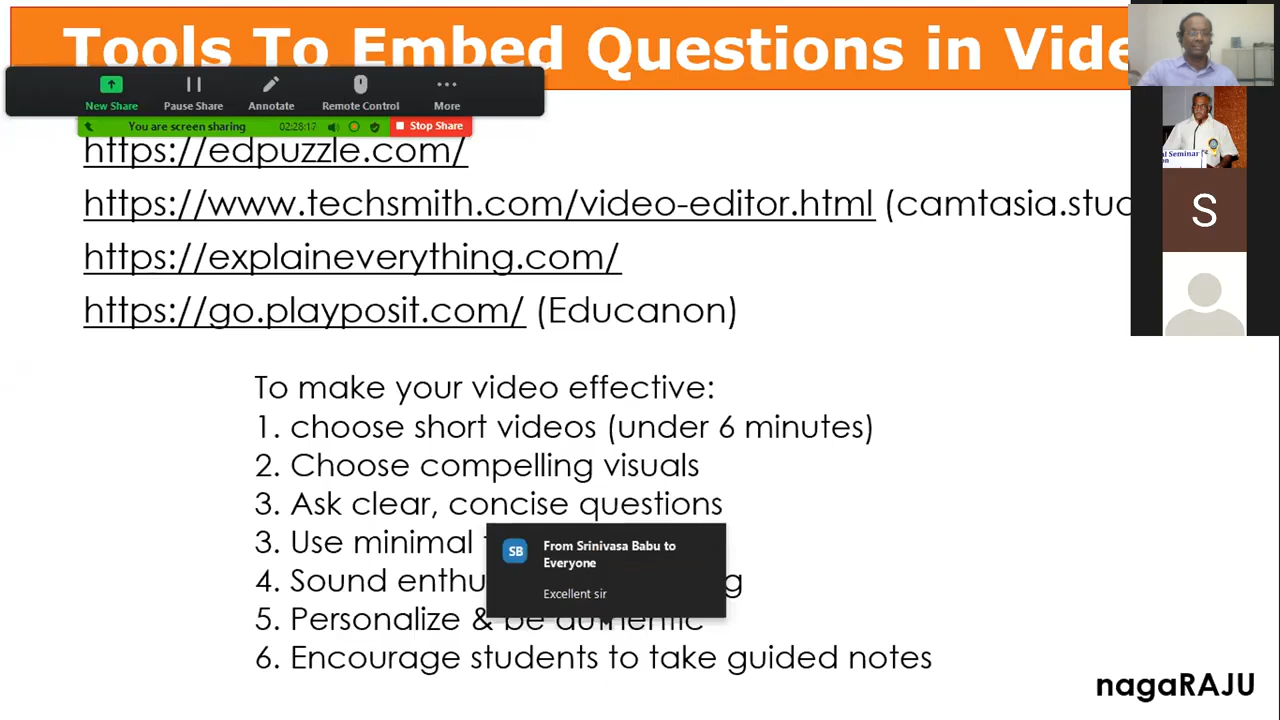 Tools To Embed Questions in Vide
New Share
Pause Share
Annotate
Remote Control
More
You are screen sharing
02:28:17
Stop Share
https://edpuzzle.com/
https://www.techsmith.com/video-editor.html (camtasia.stud
https://explaineverything.com/
https://go.playposit.com/ (Educanon)
al Seminar
on
S
To make your video effective:
1. choose short videos (under 6 minutes)
2. Choose compelling visuals
3. Ask clear, concise questions
3. Use minimal
4. Sound enthu
g
5. Personalize & be authentic
6. Encourage students to take guided notes
SB
From Srinivasa Babu to
Everyone
Excellent sir
nagaRAJU